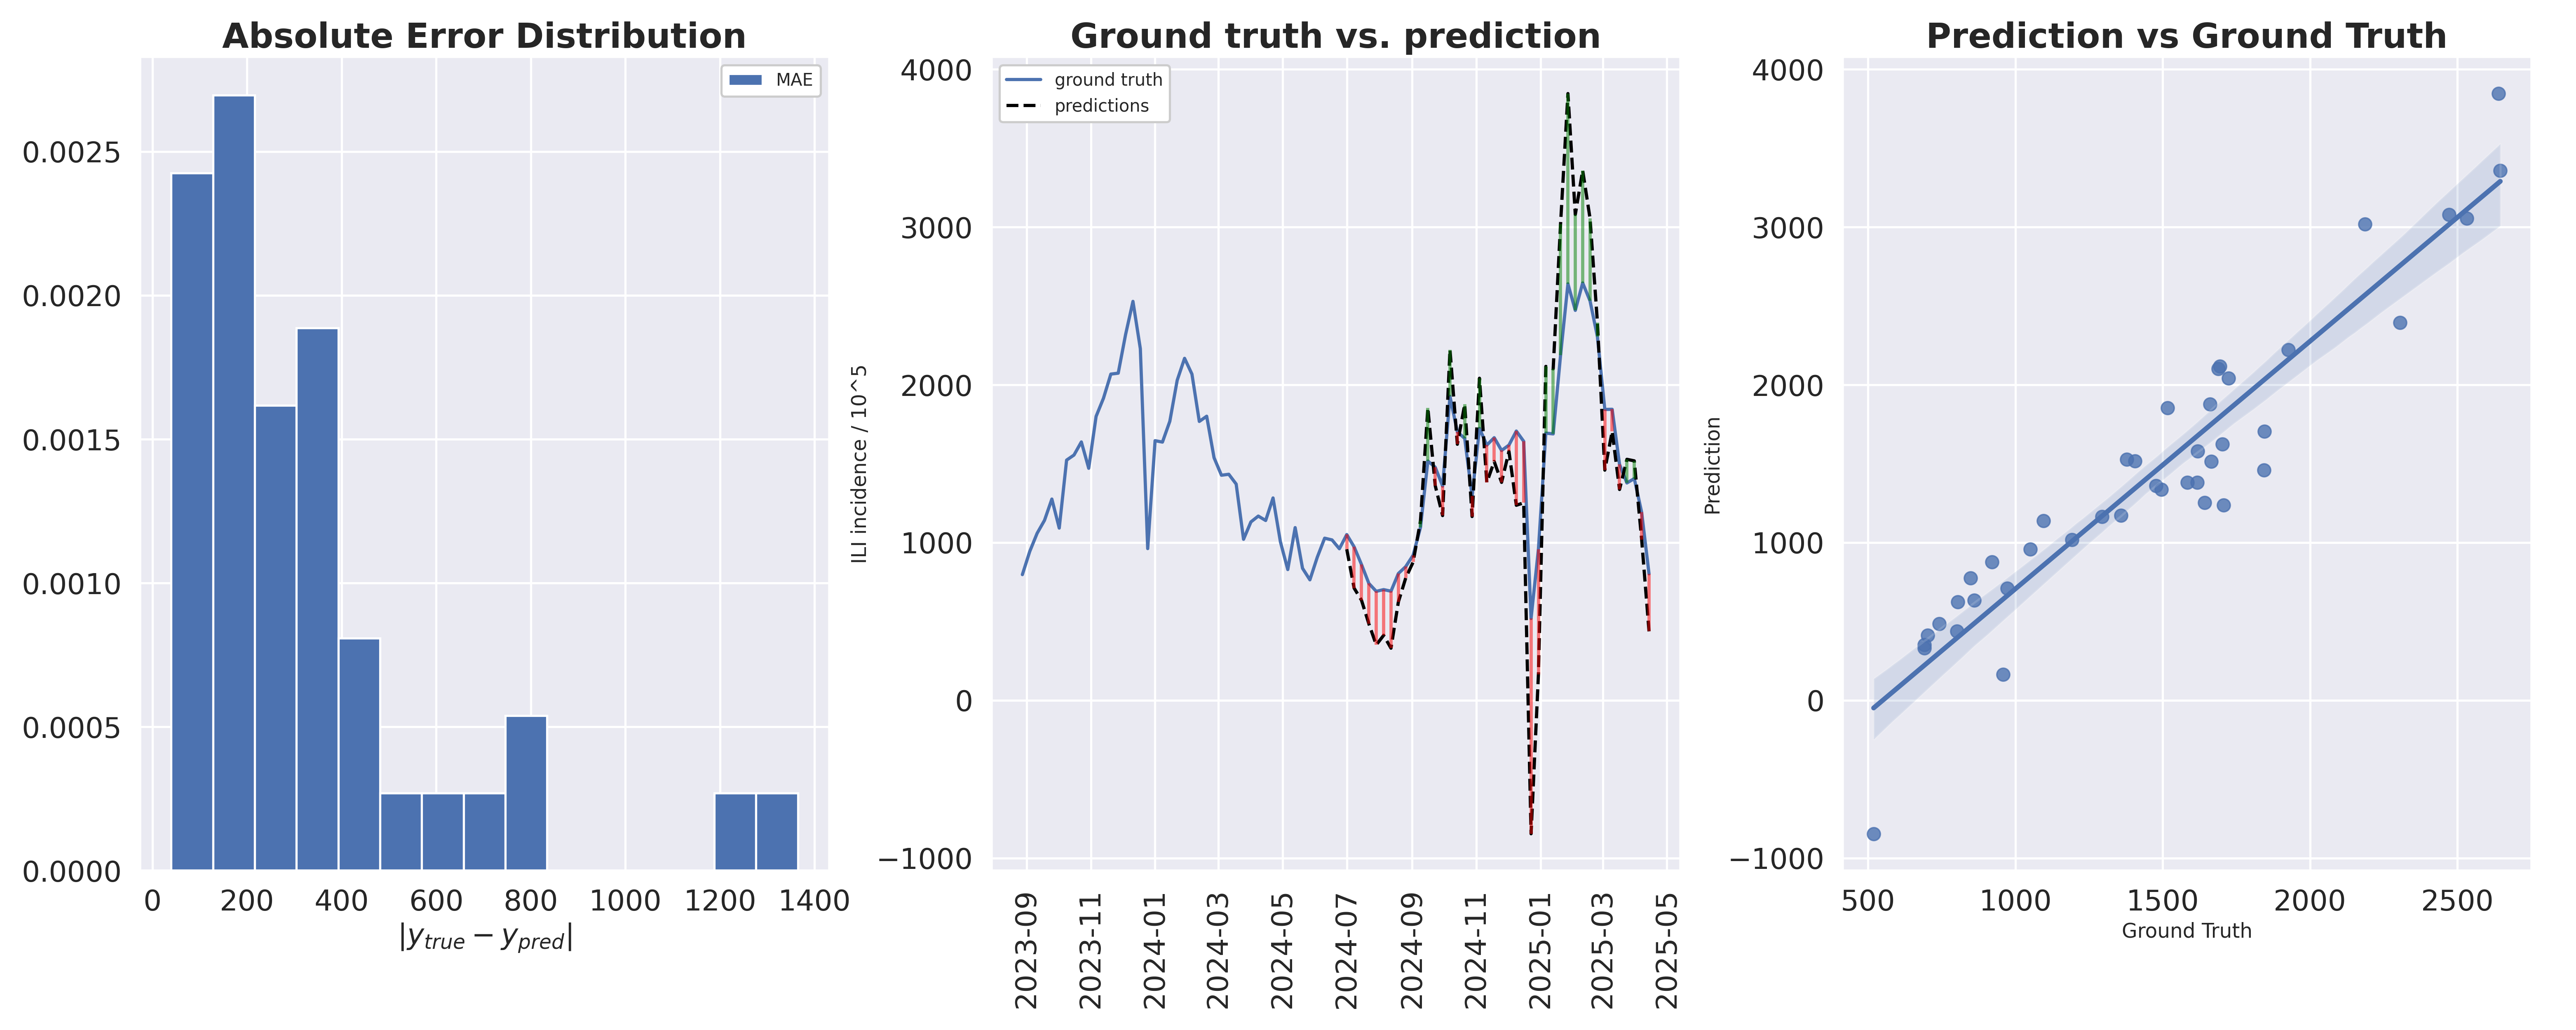 Absolute Error Distribution
MAE
0.0025
0.0020
0.0015
0.0010
0.0005
0.0000
0 200 400 600 800 1000 1200 1400
|y_true − y_pred|
Ground truth vs. prediction
ground truth
predictions
ILI incidence / 10^5
4000
3000
2000
1000
0
−1000
2023-09
2023-11
2024-01
2024-03
2024-05
2024-07
2024-09
2024-11
2025-01
2025-03
2025-05
Prediction vs Ground Truth
Prediction
4000
3000
2000
1000
0
−1000
500 1000 1500 2000 2500
Ground Truth